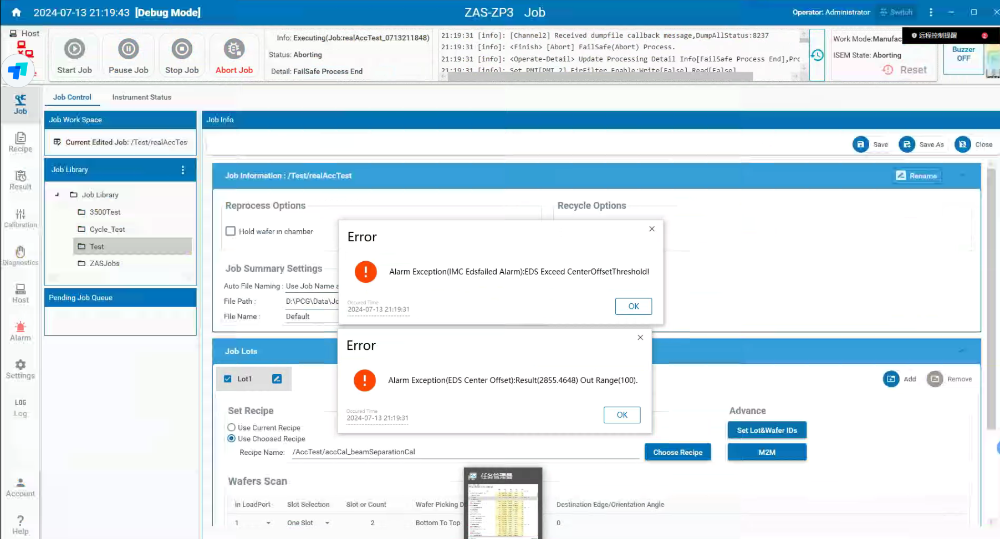 2024-07-13 21:19:43 [Debug Mode]
ZAS-ZP3 Job
Operator: Administrator
Switch
Host
Start Job
Pause Job
Stop Job
Abort Job
Info: Executing(Job:realAccTest_0713211848)
Status: Aborting
Detail: FailSafe Process End
21:19:31 [info]: [Channel2] Received dumpfile callback message,DumpAllStatus:8237
21:19:31 [info]: <Finish> [Abort] FailSafe(Abort) Process.
21:19:31 [info]: <Operate-Detail> Update Processing Detail Info[FailSafe Process End],Pro
21:19:31 [info]: Set PMT[PMT 2] FirFilter Enable:Write[False] Read[False]
Work Mode:Manufac
ISEM State: Aborting
Reset
远程控制提醒
2
Buzzer
OFF
Job
Recipe
Result
Calibration
Diagnostics
Host
Alarm
Settings
LOG
Log
Account
Help
Job Control
Instrument Status
Job Work Space
Current Edited Job: /Test/realAccTes
Job Library
Job Library
3500Test
Cycle_Test
Test
ZASJobs
Pending Job Queue
Job Info
Save
Save As
Close
Job Information : /Test/realAccTest
Rename
Reprocess Options
Hold wafer in chamber
Recycle Options
Job Summary Settings
Auto File Naming : Use Job Name a
File Path : D:\PCG\Data\Jo
File Name : Default
Error
Alarm Exception(IMC Edsfailed Alarm):EDS Exceed CenterOffsetThreshold!
Occured Time
2024-07-13 21:19:31
OK
Error
Alarm Exception(EDS Center Offset):Result(2855.4648) Out Range(100).
Occured Time
2024-07-13 21:19:31
OK
Job Lots
Lot1
Add
Remove
Set Recipe
Use Current Recipe
Use Choosed Recipe
Recipe Name: /AccTest/accCal_beamSeparationCal
Choose Recipe
Advance
Set Lot&Wafer IDs
M2M
Wafers Scan
任务管理器
In LoadPort Slot Selection Slot or Count Wafer Picking D Destination Edge/Orientation Angle
1 One Slot 2 Bottom To Top 0